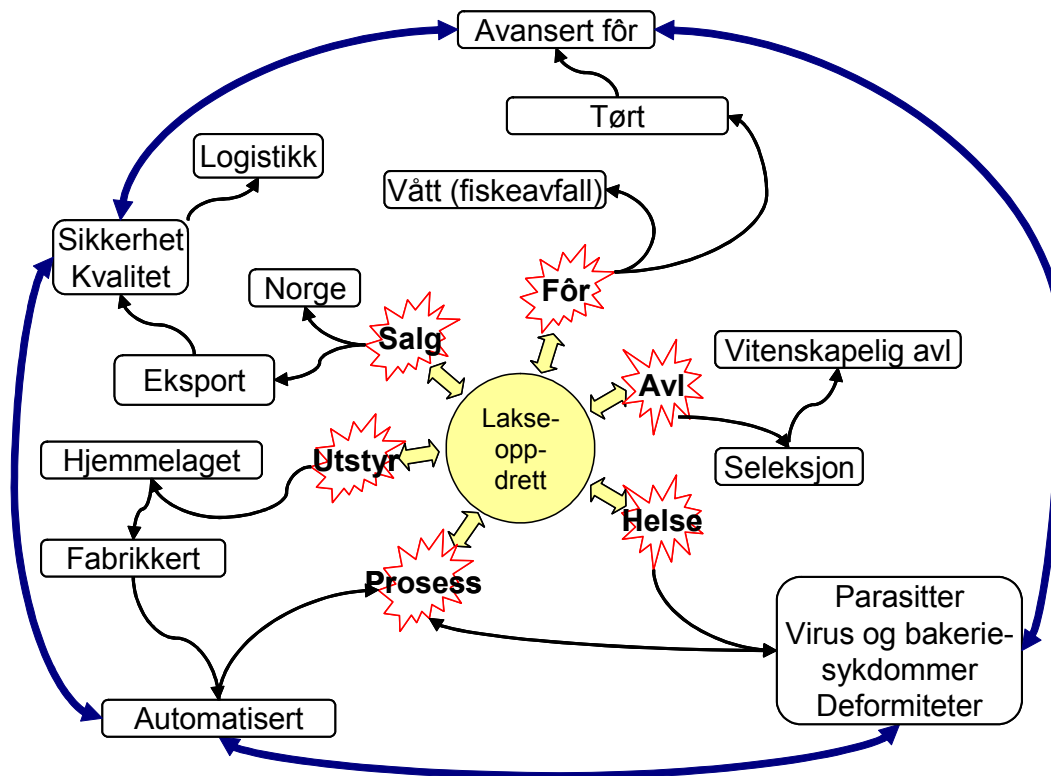 Avansert fôr
Tørt
Logistikk
Vått (fiskeavfall)
Sikkerhet
Kvalitet
Norge
Fôr
Salg
Eksport
Vitenskapelig avl
Avl
Lakse-
opp-
drett
Hjemmelaget
Utstyr
Seleksjon
Helse
Fabrikkert
Prosess
Parasitter
Virus og bakerie-
sykdommer
Deformiteter
Automatisert